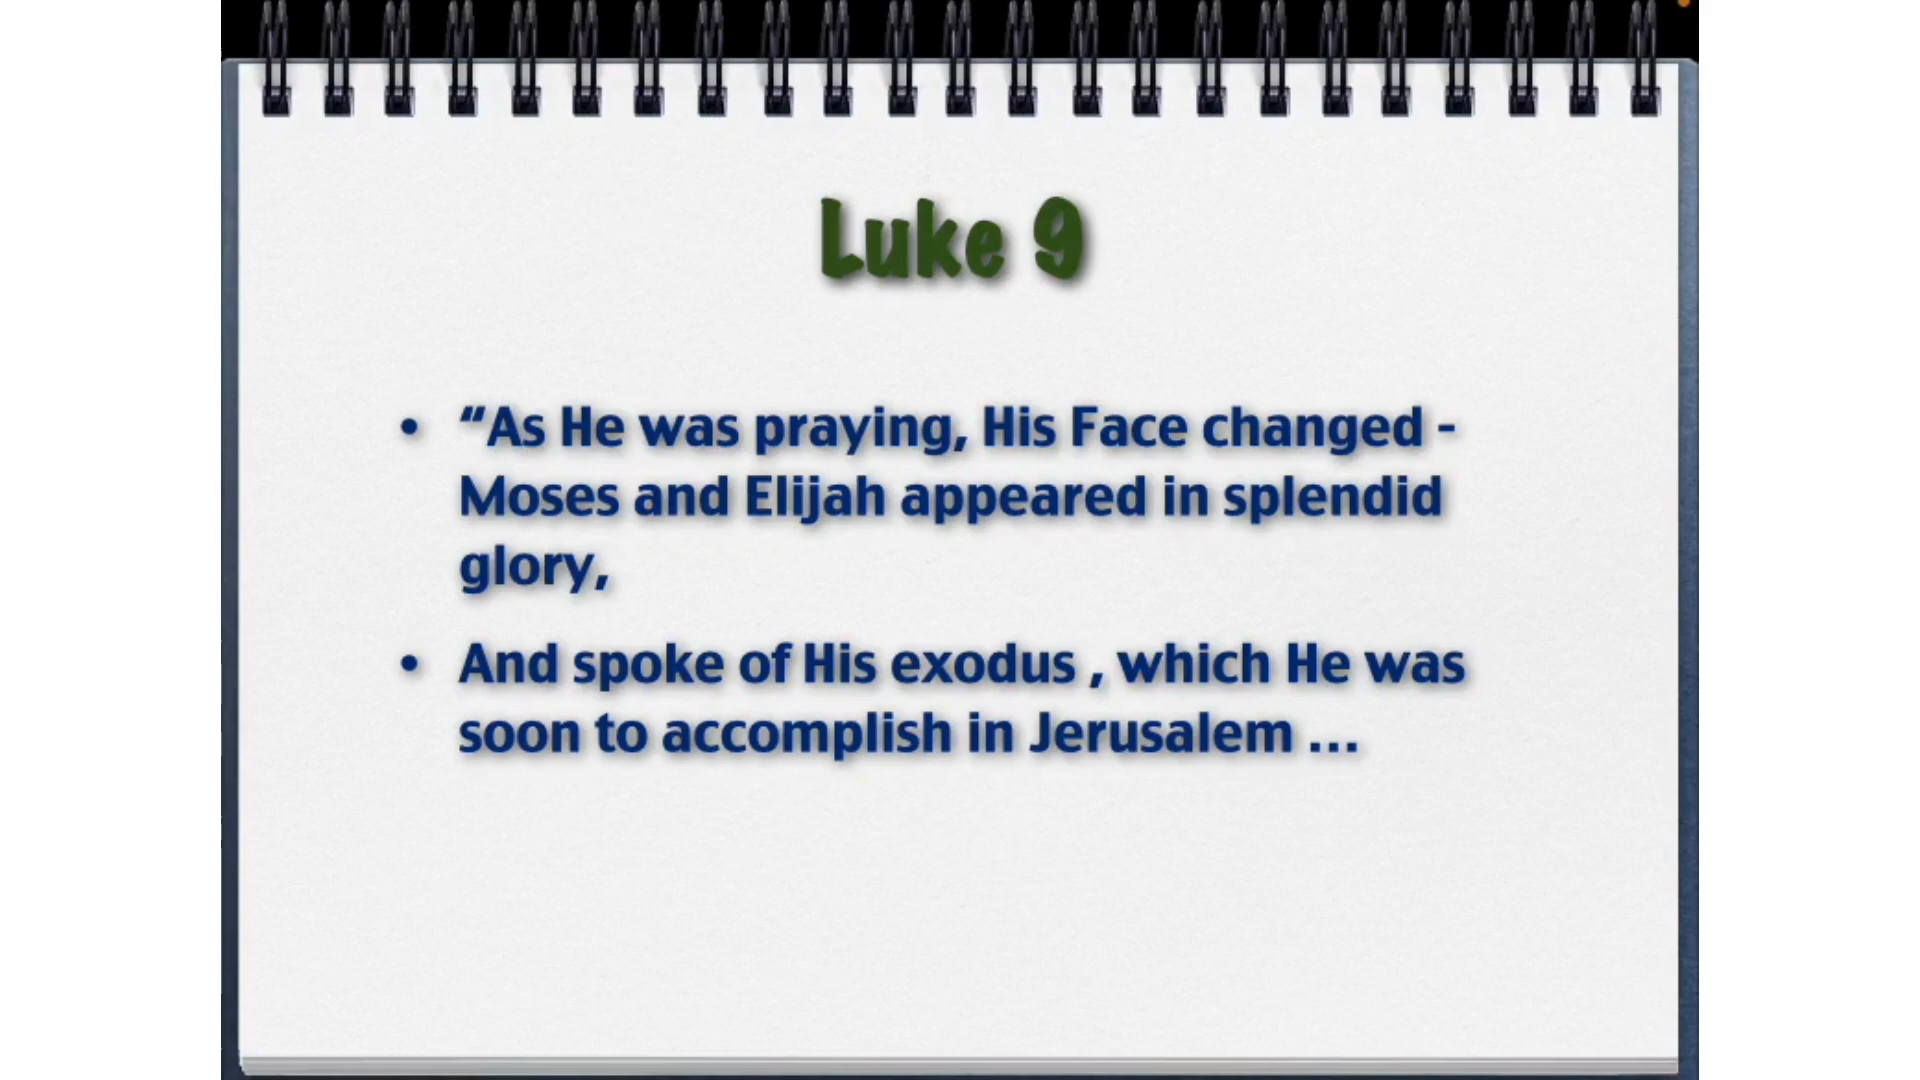 Luke 9
• “As He was praying, His Face changed -
Moses and Elijah appeared in splendid
glory,
• And spoke of His exodus , which He was
soon to accomplish in Jerusalem ...